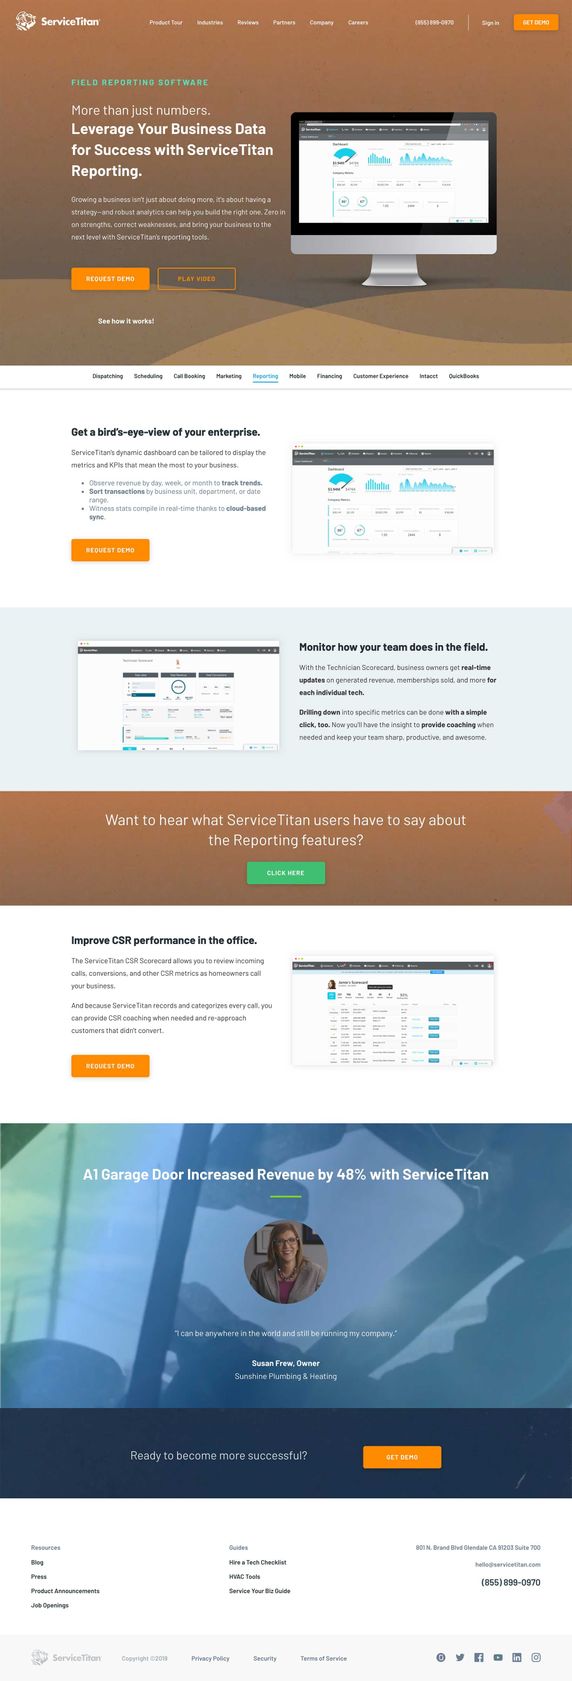 ServiceTitan
Product Tour Industries Reviews Partners Company Careers (855) 899-0970 Sign in GET DEMO
FIELD REPORTING SOFTWARE
More than just numbers.
Leverage Your Business Data
for Success with ServiceTitan
Reporting.
Growing a business isn't just about doing more, it's about having a
strategy—and robust analytics can help you build the right one. Zero in
on strengths, correct weaknesses, and bring your business to the
next level with ServiceTitan's reporting tools.
REQUEST DEMO PLAY VIDEO
See how it works!
Dispatching Scheduling Call Booking Marketing Reporting Mobile Financing Customer Experience Intacct QuickBooks
Get a bird's-eye-view of your enterprise.
ServiceTitan's dynamic dashboard can be tailored to display the
metrics and KPIs that mean the most to your business.
• Observe revenue by day, week, or month to track trends.
• Sort transactions by business unit, department, or date
range.
• Witness stats compile in real-time thanks to cloud-based
sync.
REQUEST DEMO
Dashboard
Company Metrics
Technician Scorecard
Monitor how your team does in the field.
With the Technician Scorecard, business owners get real-time
updates on generated revenue, memberships sold, and more for
each individual tech.
Drilling down into specific metrics can be done with a simple
click, too. Now you'll have the insight to provide coaching when
needed and keep your team sharp, productive, and awesome.
Want to hear what ServiceTitan users have to say about
the Reporting features?
CLICK HERE
Improve CSR performance in the office.
The ServiceTitan CSR Scorecard allows you to review incoming
calls, conversions, and other CSR metrics as homeowners call
your business.
And because ServiceTitan records and categorizes every call, you
can provide CSR coaching when needed and re-approach
customers that didn't convert.
REQUEST DEMO
Jamie's Scorecard
A1 Garage Door Increased Revenue by 48% with ServiceTitan
“I can be anywhere in the world and still be running my company.”
Susan Frew, Owner
Sunshine Plumbing & Heating
Ready to become more successful? GET DEMO
Resources
Blog
Press
Product Announcements
Job Openings
Guides
Hire a Tech Checklist
HVAC Tools
Service Your Biz Guide
801 N. Brand Blvd Glendale CA 91203 Suite 700
hello@servicetitan.com
(855) 899-0970
ServiceTitan Copyright ©2019 Privacy Policy Security Terms of Service